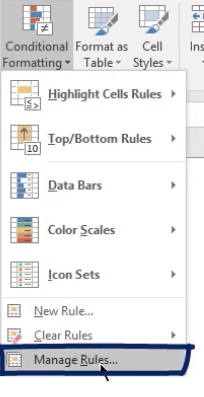 Conditional Format as Cell Ins
Formatting Table Styles
Highlight Cells Rules
Top/Bottom Rules
10
Data Bars
Color Scales
Icon Sets
New Rule...
Clear Rules
Manage Rules...